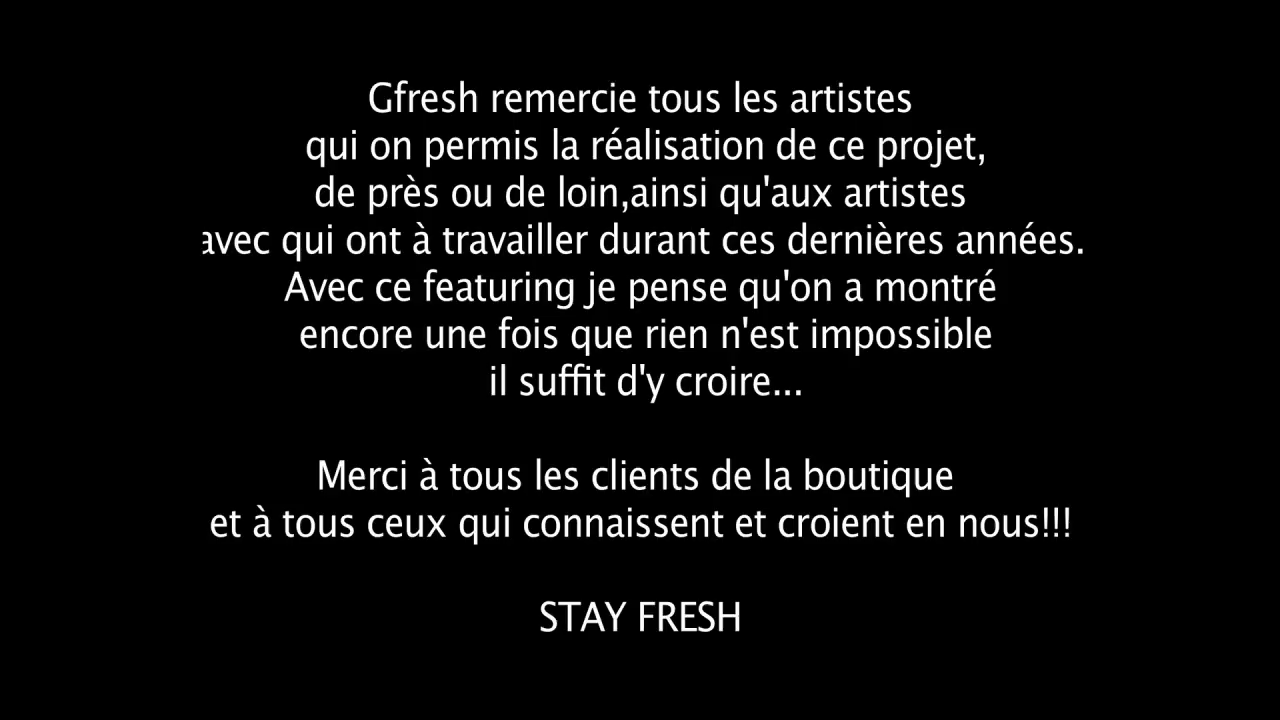 Gfresh remercie tous les artistes
qui on permis la réalisation de ce projet,
de près ou de loin,ainsi qu'aux artistes
avec qui ont à travailler durant ces dernières années.
Avec ce featuring je pense qu'on a montré
encore une fois que rien n'est impossible
il suffit d'y croire...
Merci à tous les clients de la boutique
et à tous ceux qui connaissent et croient en nous!!!
STAY FRESH